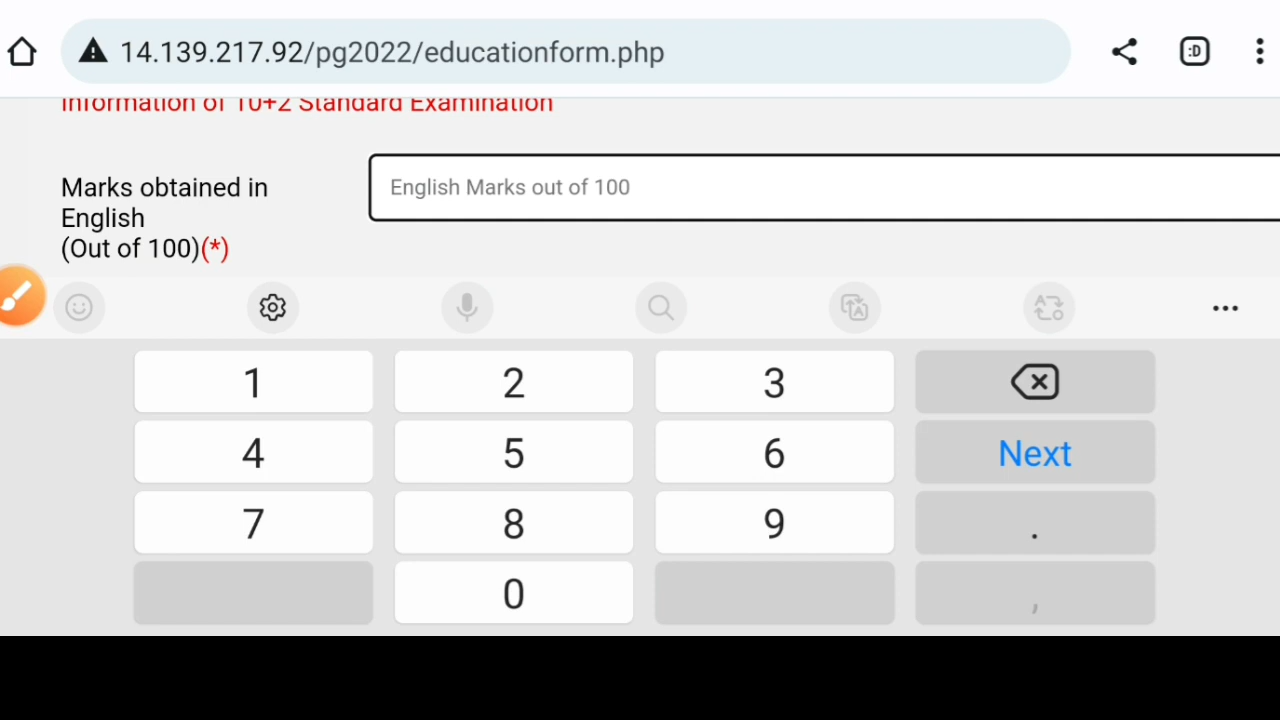 14.139.217.92/pg2022/educationform.php
:D
Information of 10+2 Standard Examination
Marks obtained in
English
(Out of 100)(*)
English Marks out of 100
1 2 3
4 5 6 Next
7 8 9 .
0 ,